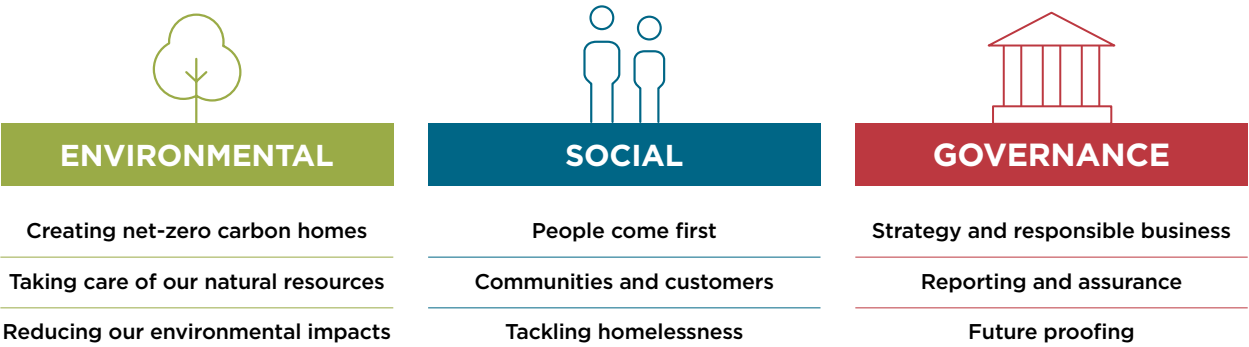 ENVIRONMENTAL
Creating net-zero carbon homes
Taking care of our natural resources
Reducing our environmental impacts
SOCIAL
People come first
Communities and customers
Tackling homelessness
GOVERNANCE
Strategy and responsible business
Reporting and assurance
Future proofing